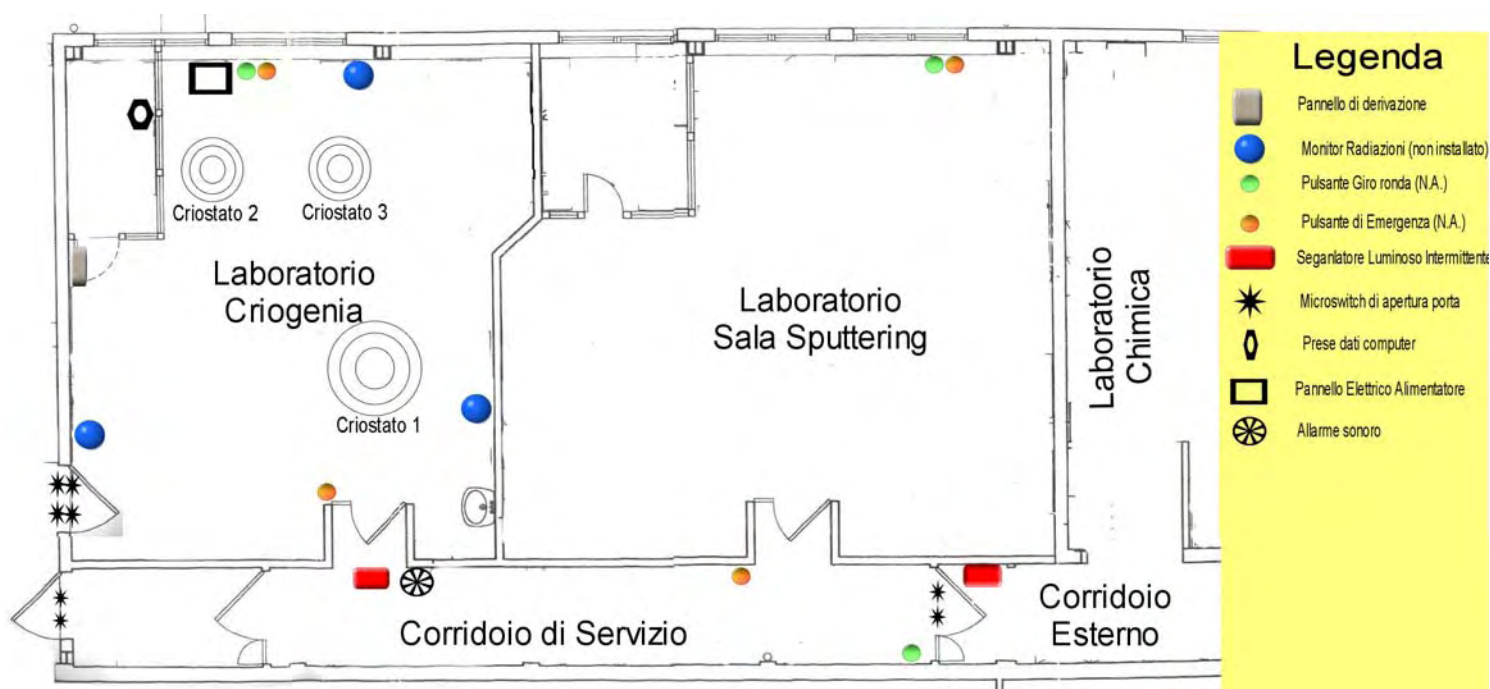 Criostato 2
Criostato 3
Laboratorio
Criogenia
Criostato 1
Laboratorio
Sala Sputtering
Laboratorio
Chimica
Corridoio di Servizio
Corridoio
Esterno
Legenda
Pannello di derivazione
Monitor Radiazioni (non installato)
Pulsante Giro ronda (N.A.)
Pulsante di Emergenza (N.A.)
Seganlatore Luminoso Intermittente
Microswitch di apertura porta
Prese dati computer
Pannello Elettrico Alimentatore
Allarme sonoro